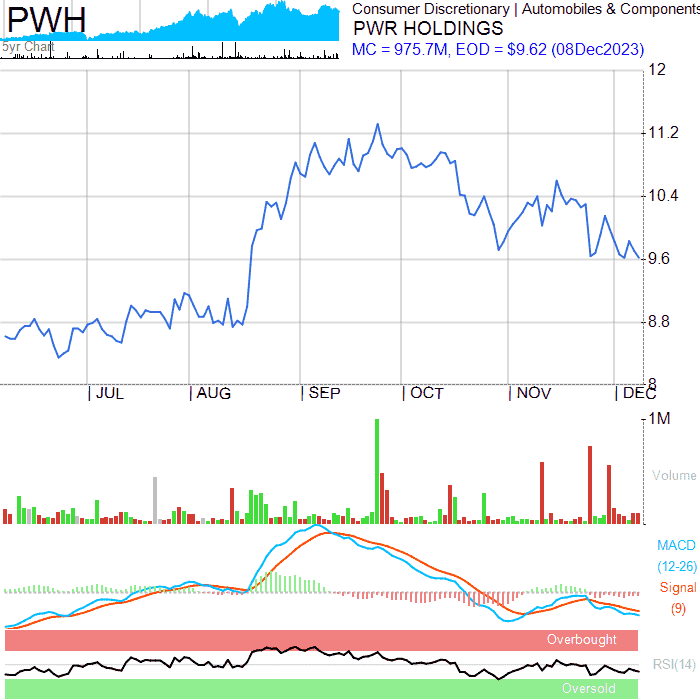 PWH
5yr Chart
Consumer Discretionary | Automobiles & Components
PWR HOLDINGS
MC = 975.7M, EOD = $9.62 (08Dec2023)
12
11.2
10.4
9.6
8.8
8
JUL
AUG
SEP
OCT
NOV
DEC
1M
Volume
MACD
(12-26)
Signal
(9)
Overbought
RSI(14)
Oversold